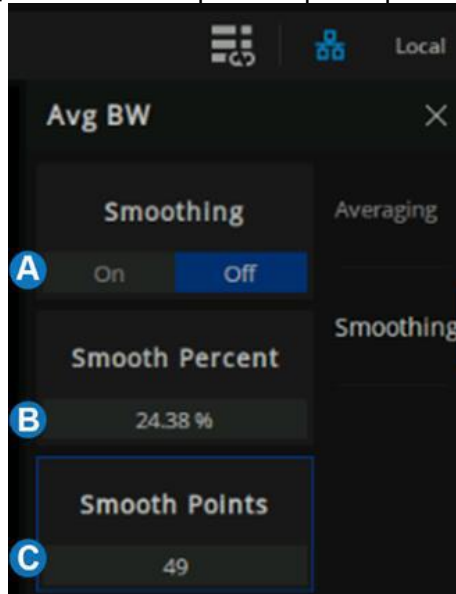 Local
Avg BW
Smoothing
Averaging
A
On
Off
Smoothing
Smooth Percent
B
24.38 %
Smooth Points
C
49